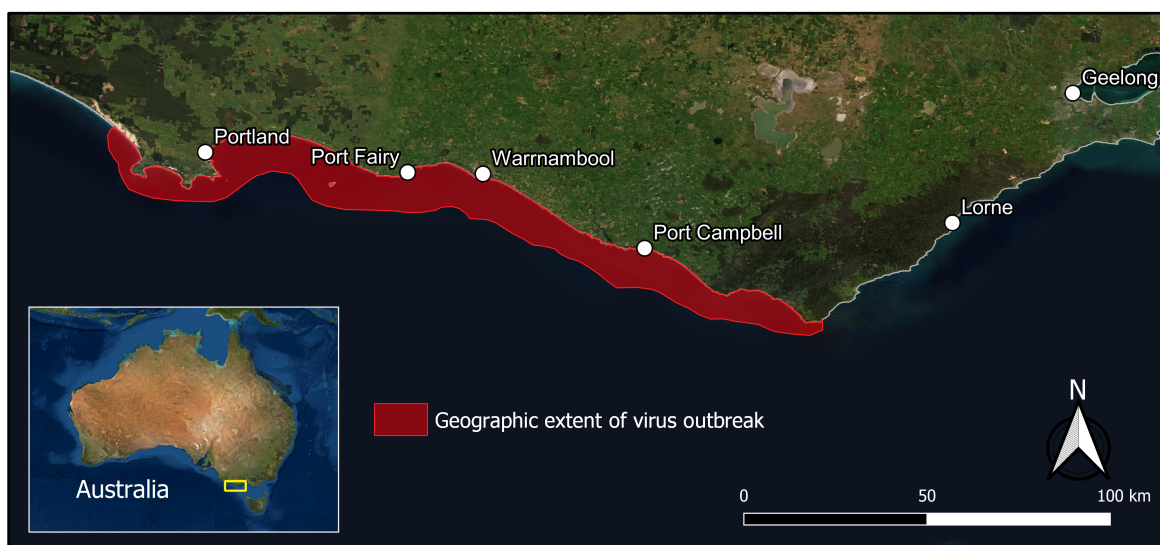 Geelong
Portland
Port Fairy
Warrnambool
Lorne
Port Campbell
Geographic extent of virus outbreak
Australia
N
0 50 100 km